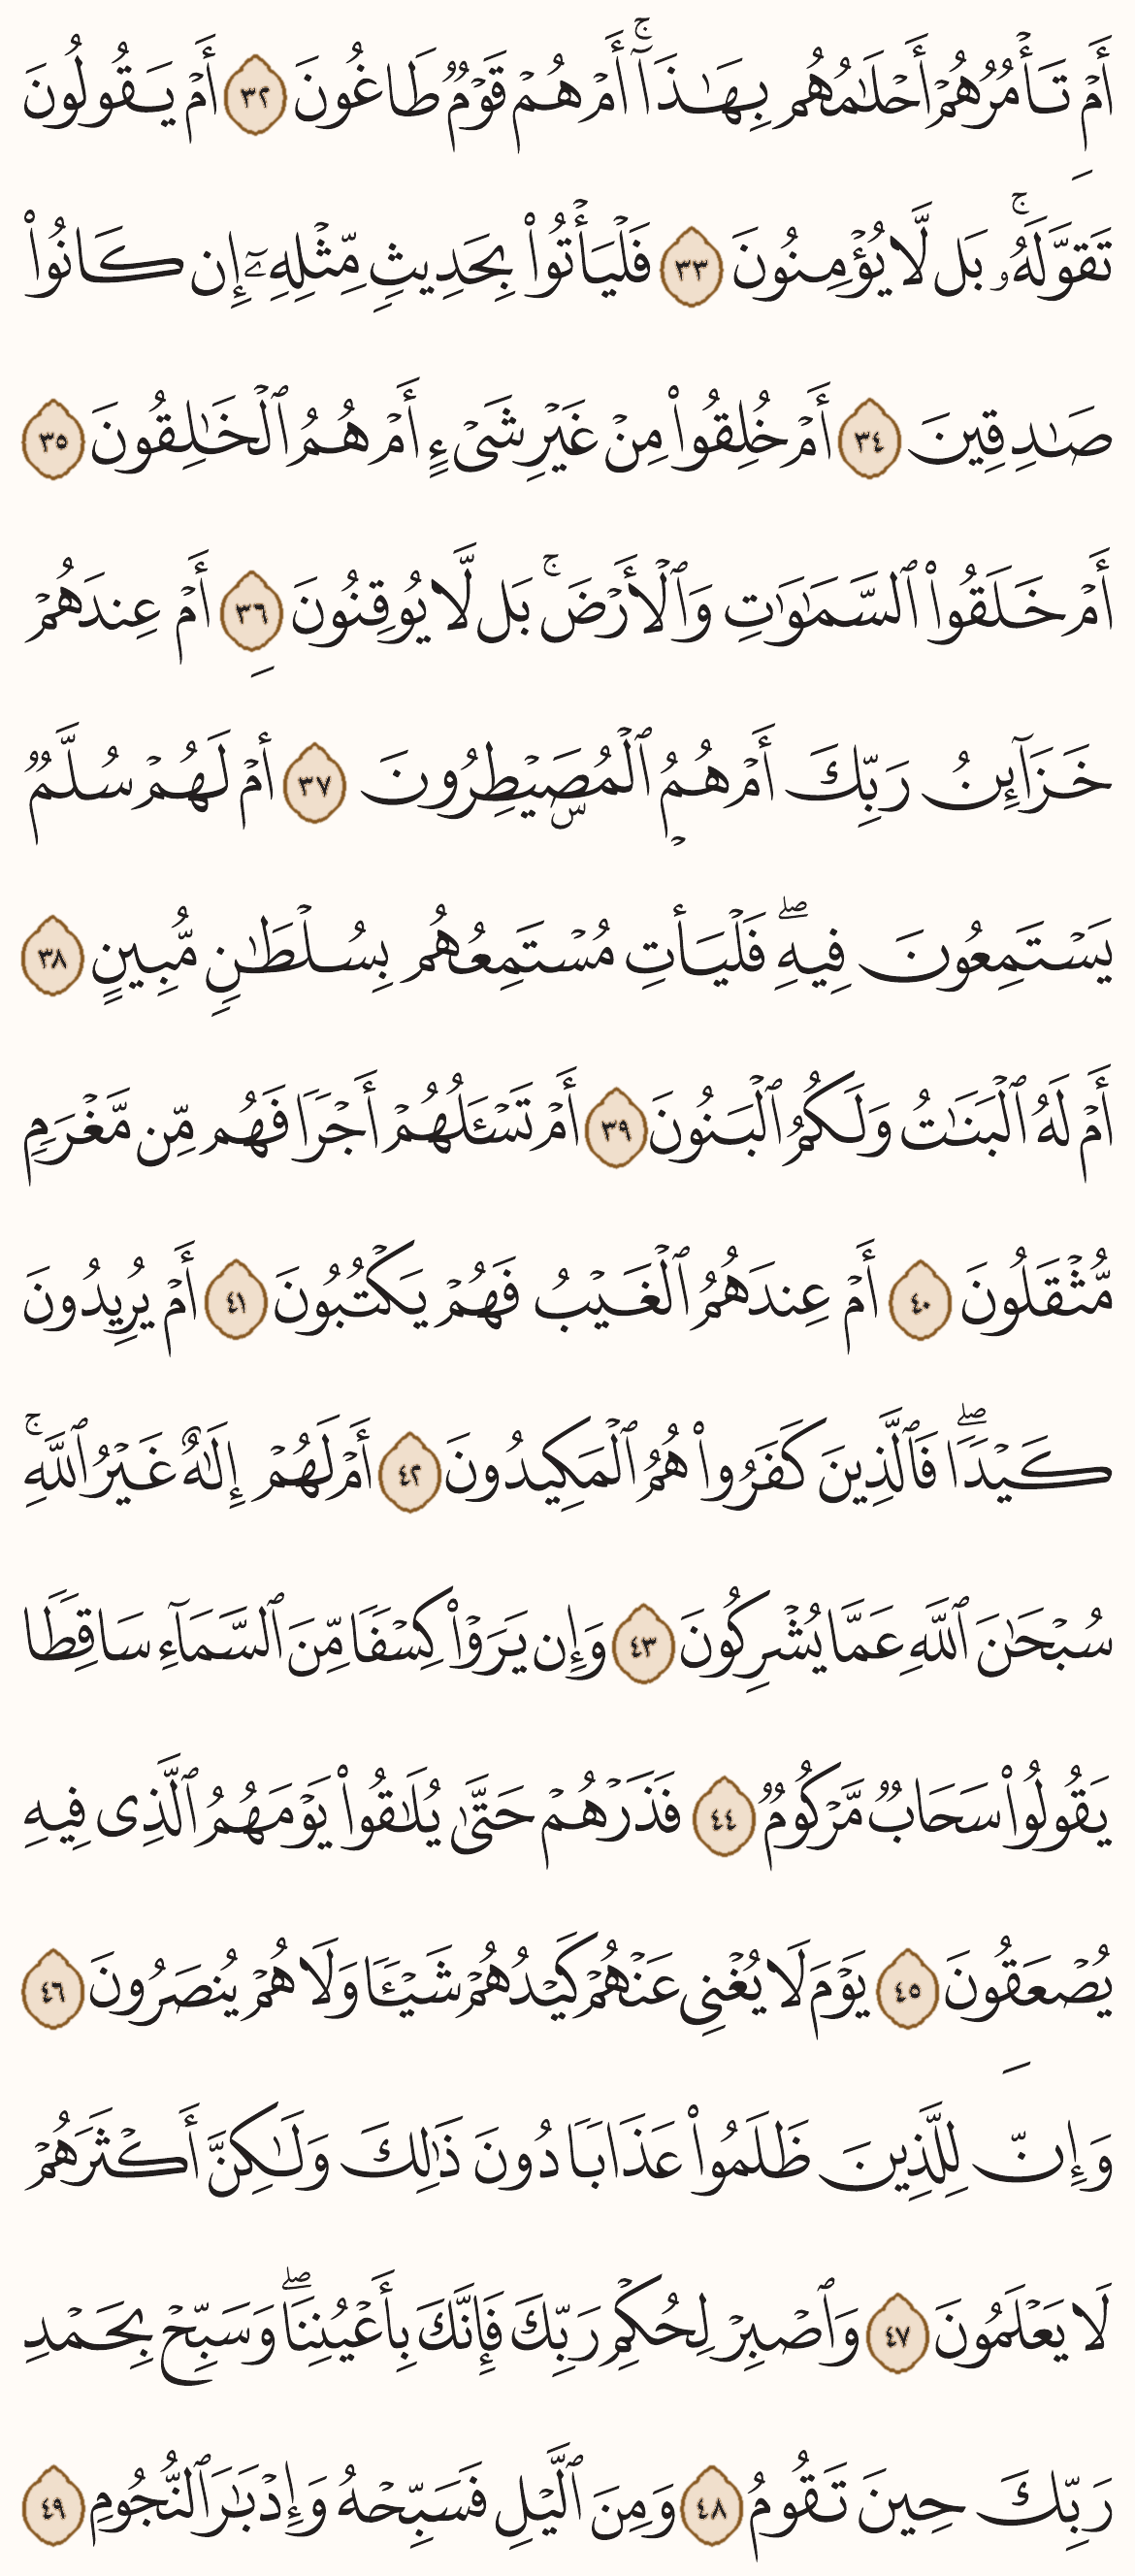 أَمۡ تَأۡمُرُهُمۡ أَحۡلَٰمُهُم بِهَٰذَآۚ أَمۡ هُمۡ قَوۡمٞ طَاغُونَ ٣٢ أَمۡ يَقُولُونَ
تَقَوَّلَهُۥۚ بَل لَّا يُؤۡمِنُونَ ٣٣ فَلۡيَأۡتُواْ بِحَدِيثٖ مِّثۡلِهِۦٓ إِن كَانُواْ
صَٰدِقِينَ ٣٤ أَمۡ خُلِقُواْ مِنۡ غَيۡرِ شَيۡءٍ أَمۡ هُمُ ٱلۡخَٰلِقُونَ ٣٥
أَمۡ خَلَقُواْ ٱلسَّمَٰوَٰتِ وَٱلۡأَرۡضَۚ بَل لَّا يُوقِنُونَ ٣٦ أَمۡ عِندَهُمۡ
خَزَآئِنُ رَبِّكَ أَمۡ هُمُ ٱلۡمُصَۜيۡطِرُونَ ٣٧ أَمۡ لَهُمۡ سُلَّمٞ
يَسۡتَمِعُونَ فِيهِۖ فَلۡيَأۡتِ مُسۡتَمِعُهُم بِسُلۡطَٰنٖ مُّبِينٍ ٣٨
أَمۡ لَهُ ٱلۡبَنَٰتُ وَلَكُمُ ٱلۡبَنُونَ ٣٩ أَمۡ تَسۡـَٔلُهُمۡ أَجۡرٗا فَهُم مِّن مَّغۡرَمٖ
مُّثۡقَلُونَ ٤٠ أَمۡ عِندَهُمُ ٱلۡغَيۡبُ فَهُمۡ يَكۡتُبُونَ ٤١ أَمۡ يُرِيدُونَ
كَيۡدٗاۖ فَٱلَّذِينَ كَفَرُواْ هُمُ ٱلۡمَكِيدُونَ ٤٢ أَمۡ لَهُمۡ إِلَٰهٌ غَيۡرُ ٱللَّهِۚ
سُبۡحَٰنَ ٱللَّهِ عَمَّا يُشۡرِكُونَ ٤٣ وَإِن يَرَوۡاْ كِسۡفٗا مِّنَ ٱلسَّمَآءِ سَاقِطٗا
يَقُولُواْ سَحَابٞ مَّرۡكُومٞ ٤٤ فَذَرۡهُمۡ حَتَّىٰ يُلَٰقُواْ يَوۡمَهُمُ ٱلَّذِي فِيهِ
يُصۡعَقُونَ ٤٥ يَوۡمَ لَا يُغۡنِي عَنۡهُمۡ كَيۡدُهُمۡ شَيۡـٔٗا وَلَا هُمۡ يُنصَرُونَ ٤٦
وَإِنَّ لِلَّذِينَ ظَلَمُواْ عَذَابٗا دُونَ ذَٰلِكَ وَلَٰكِنَّ أَكۡثَرَهُمۡ
لَا يَعۡلَمُونَ ٤٧ وَٱصۡبِرۡ لِحُكۡمِ رَبِّكَ فَإِنَّكَ بِأَعۡيُنِنَاۖ وَسَبِّحۡ بِحَمۡدِ
رَبِّكَ حِينَ تَقُومُ ٤٨ وَمِنَ ٱلَّيۡلِ فَسَبِّحۡهُ وَإِدۡبَٰرَ ٱلنُّجُومِ ٤٩